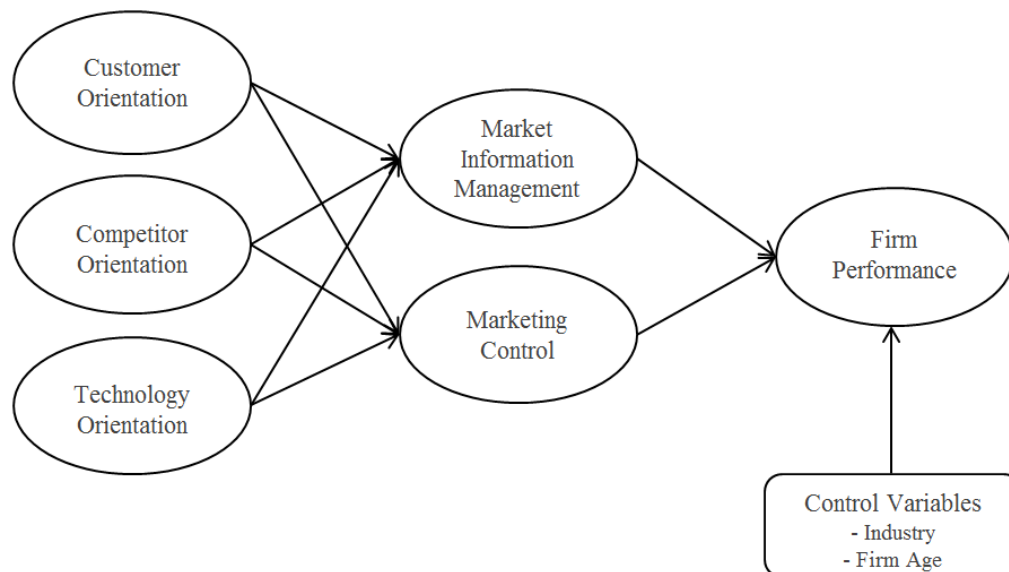 Customer
Orientation
Competitor
Orientation
Technology
Orientation
Market
Information
Management
Marketing
Control
Firm
Performance
Control Variables
- Industry
- Firm Age